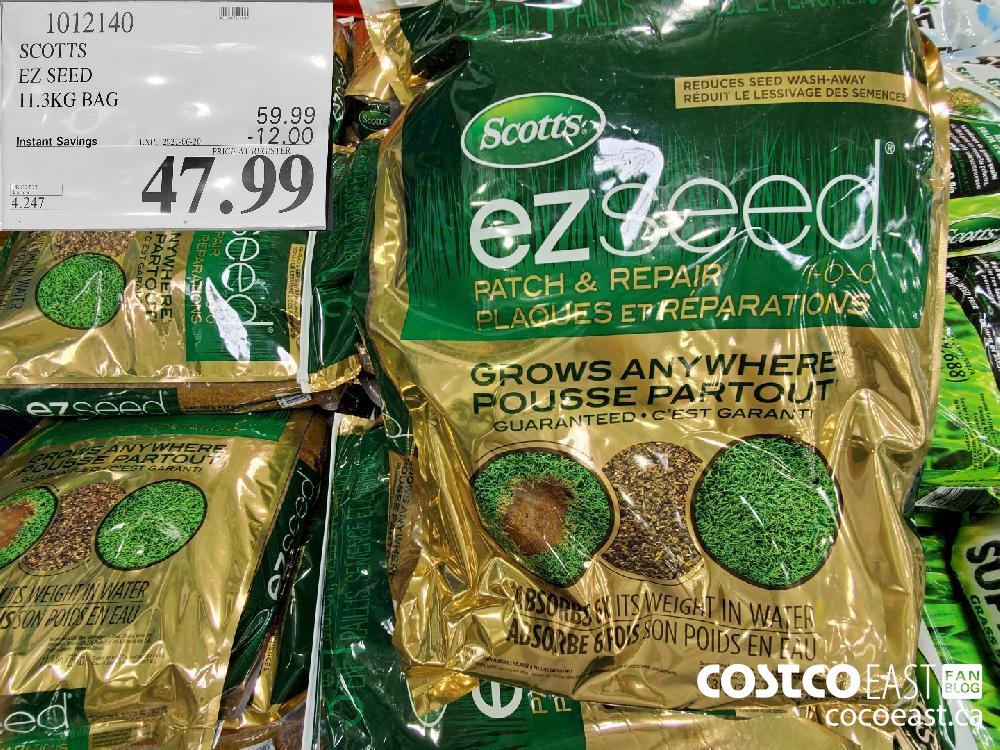 1012140
SCOTTS
EZ SEED
11.3KG BAG
59.99
Instant Savings
-12.00
PRICE AT REGISTER
47.99
4.247
REDUCES SEED WASH-AWAY
RÉDUIT LE LESSIVAGE DES SEMENCES
Scotts
ezseed®
PATCH & REPAIR 1-0-0
PLAQUES ET RÉPARATIONS
GROWS ANYWHERE
POUSSE PARTOUT
GUARANTEED • C'EST GARANTI
ABSORBS 6X ITS WEIGHT IN WATER
ABSORBE 6 FOIS SON POIDS EN EAU
ezseed
GROWS ANYWHERE
POUSSE PARTOUT
C'EST GARANTI
ITS WEIGHT IN WATER
SON POIDS EN EAU
COSTCO EAST FAN BLOG
cocoeast.ca